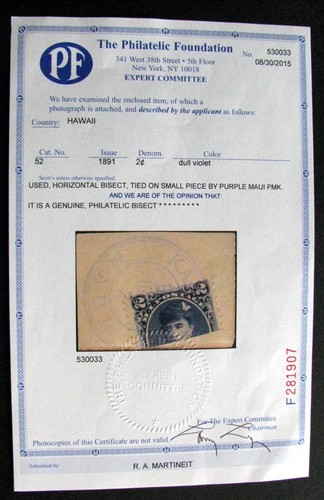 PF
The Philatelic Foundation
341 West 38th Street • 5th Floor
New York, NY 10018
EXPERT COMMITTEE
No. 530033
08/30/2015
We have examined the enclosed item, of which a
photograph is attached, and described by the applicant as follows:
Country: HAWAII
Cat. No. Issue Denom. Color
52 1891 2¢ dull violet
Scott's unless otherwise specified.
USED, HORIZONTAL BISECT, TIED ON SMALL PIECE BY PURPLE MAUI PMK.
AND WE ARE OF THE OPINION THAT:
IT IS A GENUINE, PHILATELIC BISECT * * * * * * * * *
2 2
530033
EXPERT
COMMITTEE
F 281907
For The Expert Committee
Chairman
Photocopies of this Certificate are not valid
Submitted by R. A. MARTINEIT